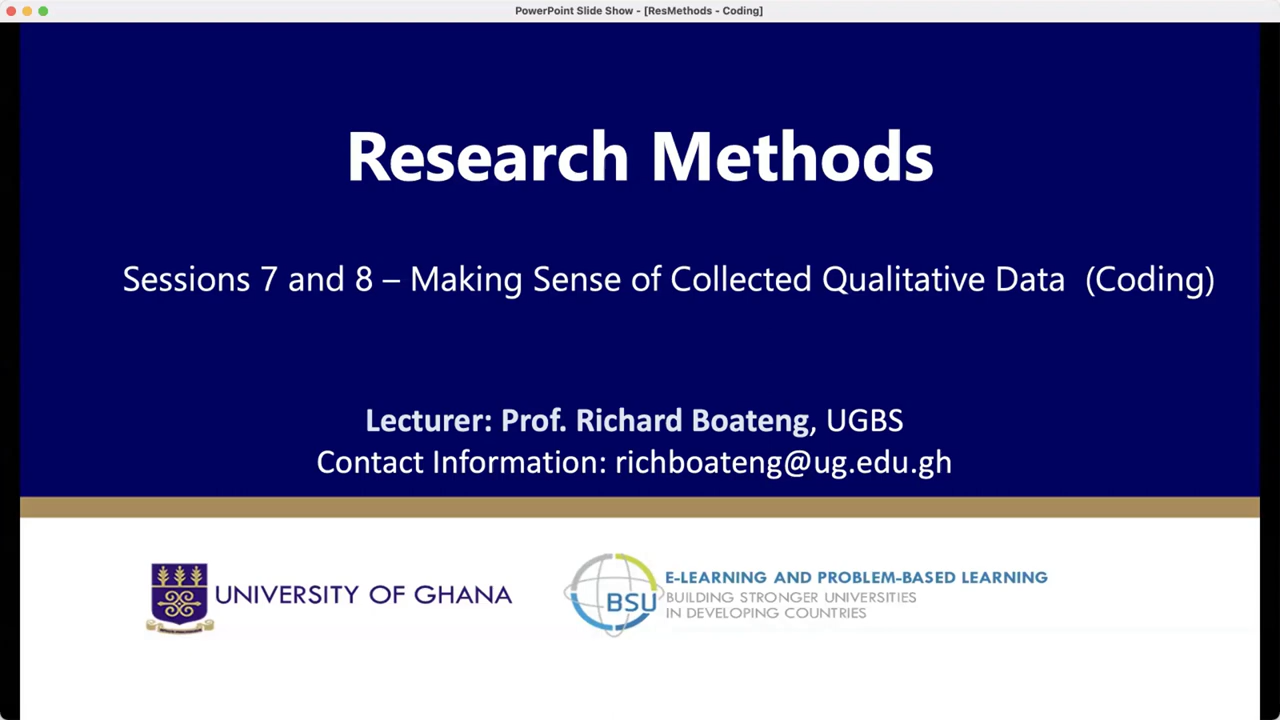 PowerPoint Slide Show - [ResMethods - Coding]
Research Methods
Sessions 7 and 8 – Making Sense of Collected Qualitative Data (Coding)
Lecturer: Prof. Richard Boateng, UGBS
Contact Information: richboateng@ug.edu.gh
UNIVERSITY OF GHANA
BSU
E-LEARNING AND PROBLEM-BASED LEARNING
BUILDING STRONGER UNIVERSITIES
IN DEVELOPING COUNTRIES